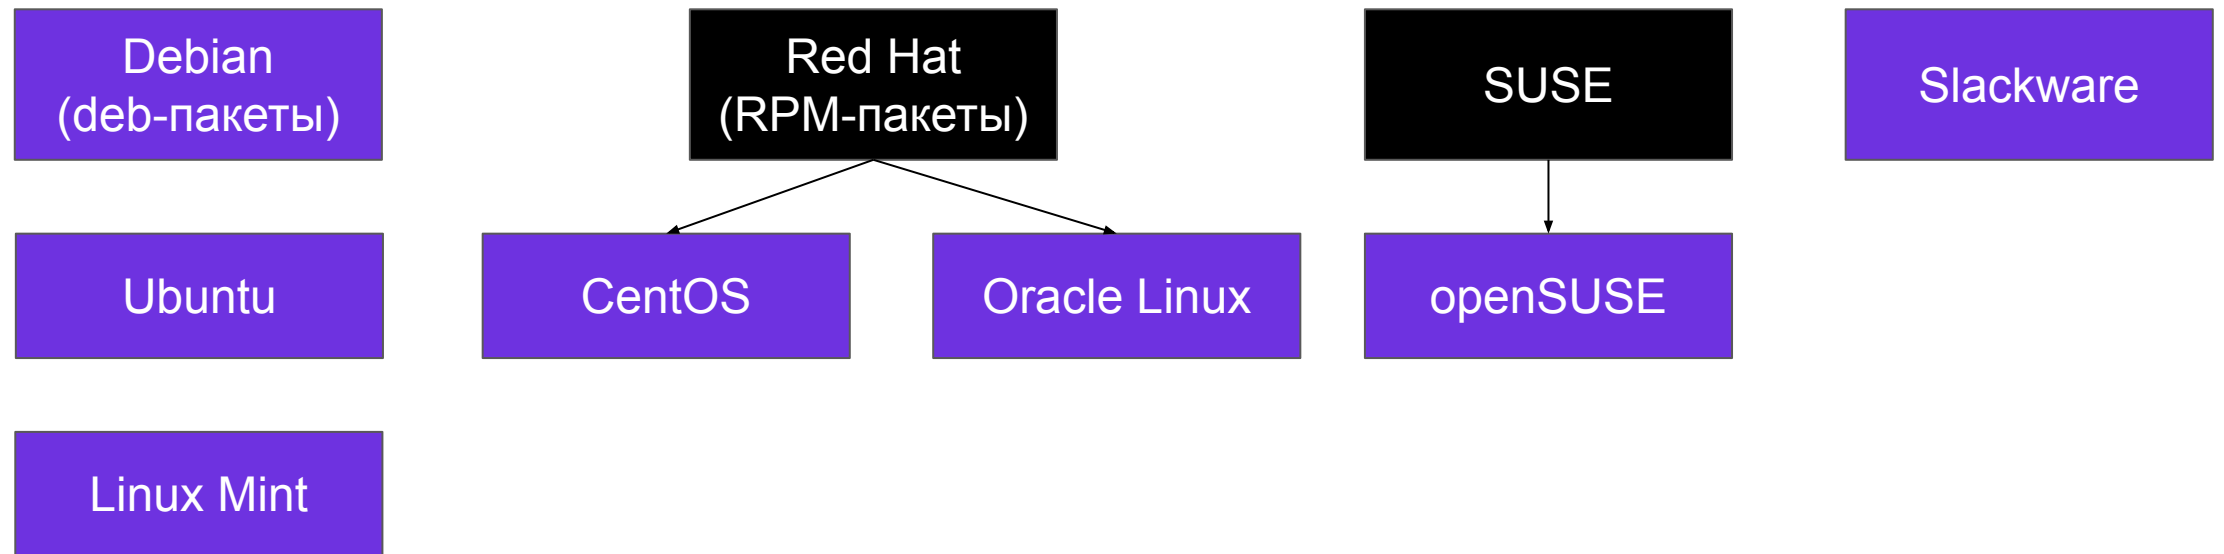 Debian
(deb-пакеты)
Red Hat
(RPM-пакеты)
SUSE
Slackware
Ubuntu
CentOS
Oracle Linux
openSUSE
Linux Mint